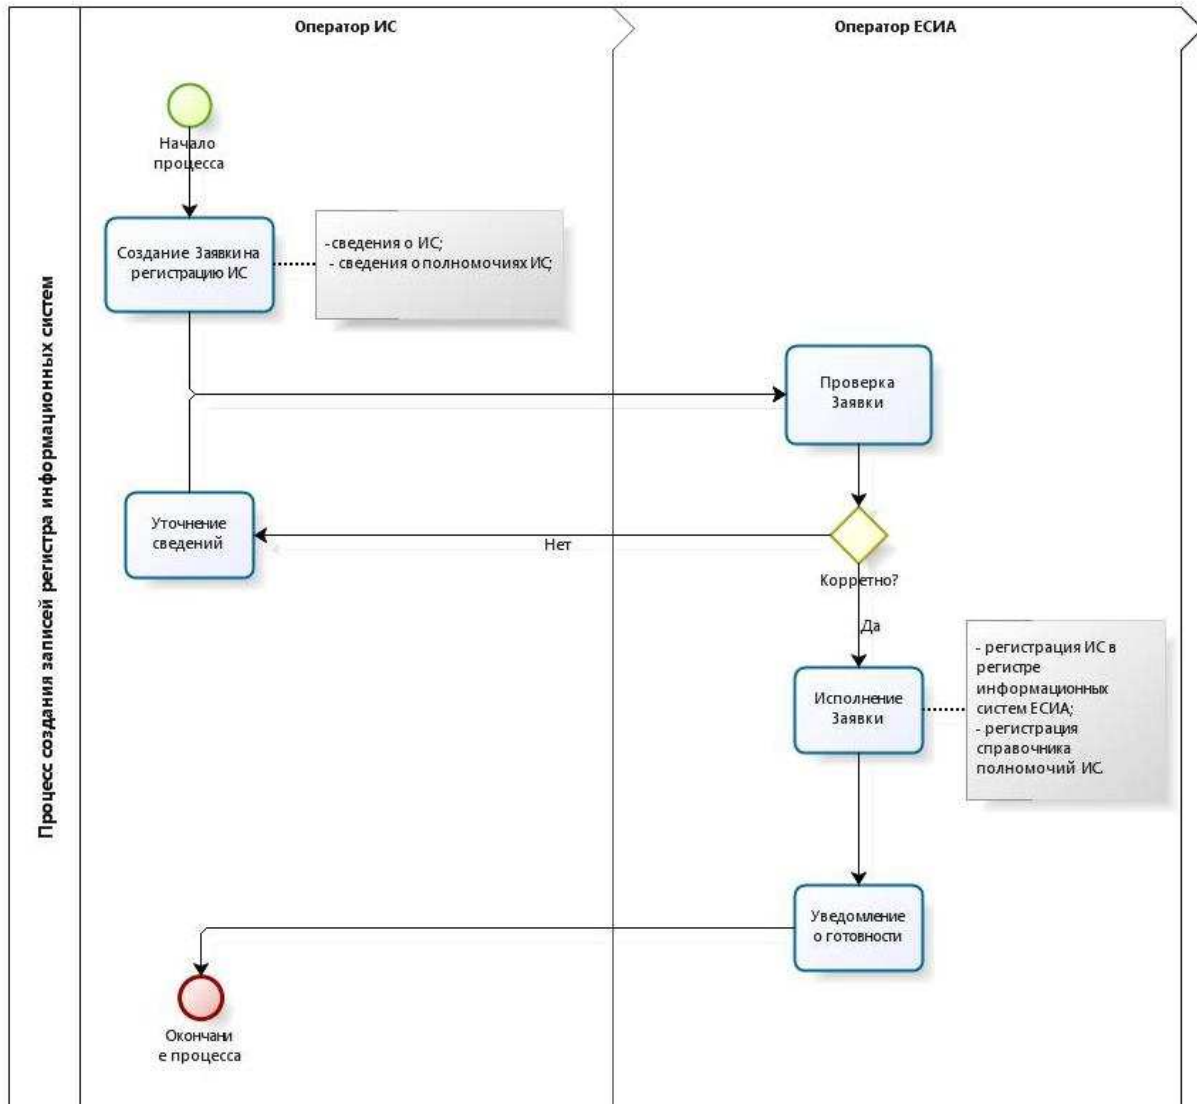 Оператор ИС
Оператор ЕСИА
Процесс создания записей регистра информационных систем
Начало
процесса
Создание Заявки на
регистрацию ИС
-сведения о ИС;
- сведения о полномочиях ИС;
Проверка
Заявки
Уточнение
сведений
Нет
Корретно?
Да
Исполнение
Заявки
- регистрация ИС в
регистре
информационных
систем ЕСИА;
- регистрация
справочника
полномочий ИС.
Уведомление
о готовности
Окончани
е процесса